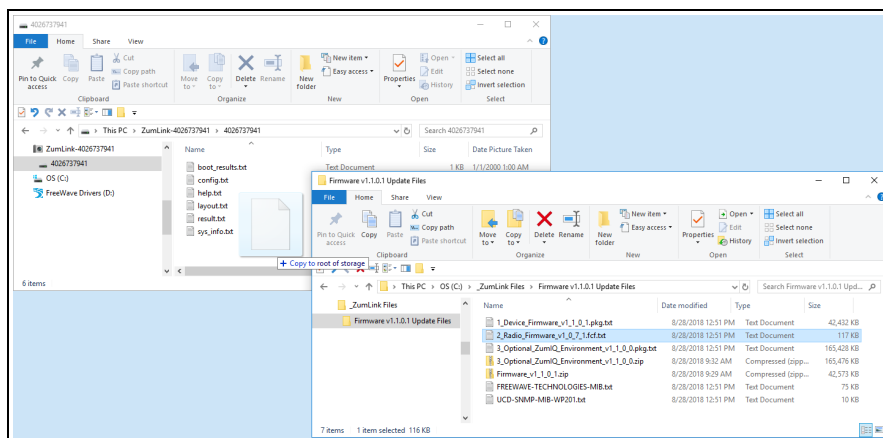 4026737941
File Home Share View
Pin to Quick access Copy Paste Cut Copy path Paste shortcut Move to Copy to Delete Rename New folder New item Easy access Properties Open Edit History Select all Select none Invert selection
Clipboard Organize New Open Select
This PC > ZumLink-4026737941 > 4026737941 Search 4026737941
ZumLink-4026737941
4026737941
OS (C:)
FreeWave Drivers (D:)
Name Type Size Date Picture Taken
boot_results.txt Text Document 1 KB 1/1/2000 1:00 AM
config.txt
help.txt
layout.txt
result.txt
sys_info.txt
+ Copy to root of storage
6 items
Firmware v1.1.0.1 Update Files
File Home Share View
Pin to Quick access Copy Paste Cut Copy path Paste shortcut Move to Copy to Delete Rename New folder New item Easy access Properties Open Edit History Select all Select none Invert selection
Clipboard Organize New Open Select
This PC > OS (C:) > _ZumLink Files > Firmware v1.1.0.1 Update Files Search Firmware v1.1.0.1 Upd...
_ZumLink Files
Firmware v1.1.0.1 Update Files
Name Date modified Type Size
1_Device_Firmware_v1_1_0_1.pkg.txt 8/28/2018 12:51 PM Text Document 42,432 KB
2_Radio_Firmware_v1_0_7_1.fcf.txt 8/28/2018 12:51 PM Text Document 117 KB
3_Optional_ZumIQ_Environment_v1_1_0_0.pkg.txt 8/28/2018 12:51 PM Text Document 165,428 KB
3_Optional_ZumIQ_Environment_v1_1_0_0.zip 8/28/2018 9:32 AM Compressed (zipp... 165,476 KB
Firmware_v1_1_0_1.zip 8/28/2018 9:29 AM Compressed (zipp... 42,573 KB
FREEWAVE-TECHNOLOGIES-MIB.txt 8/28/2018 12:51 PM Text Document 75 KB
UCD-SNMP-MIB-WP201.txt 8/28/2018 12:51 PM Text Document 10 KB
7 items 1 item selected 116 KB